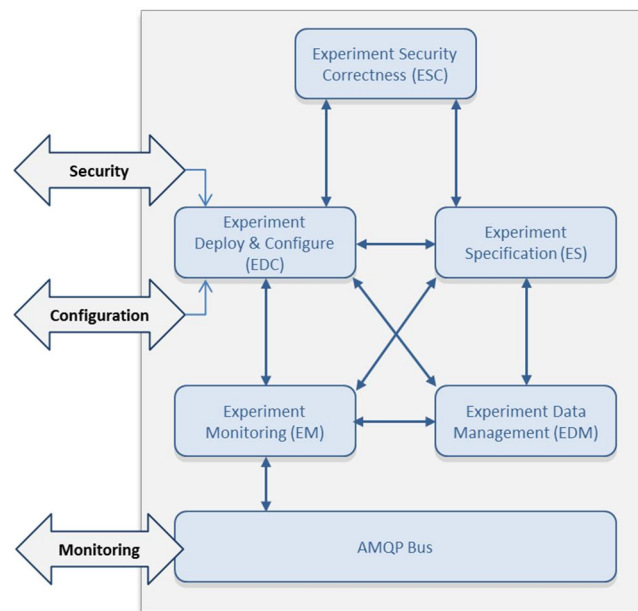 Experiment Security
Correctness (ESC)
Security
Experiment
Deploy & Configure
(EDC)
Experiment
Specification (ES)
Configuration
Experiment
Monitoring (EM)
Experiment Data
Management (EDM)
Monitoring
AMQP Bus